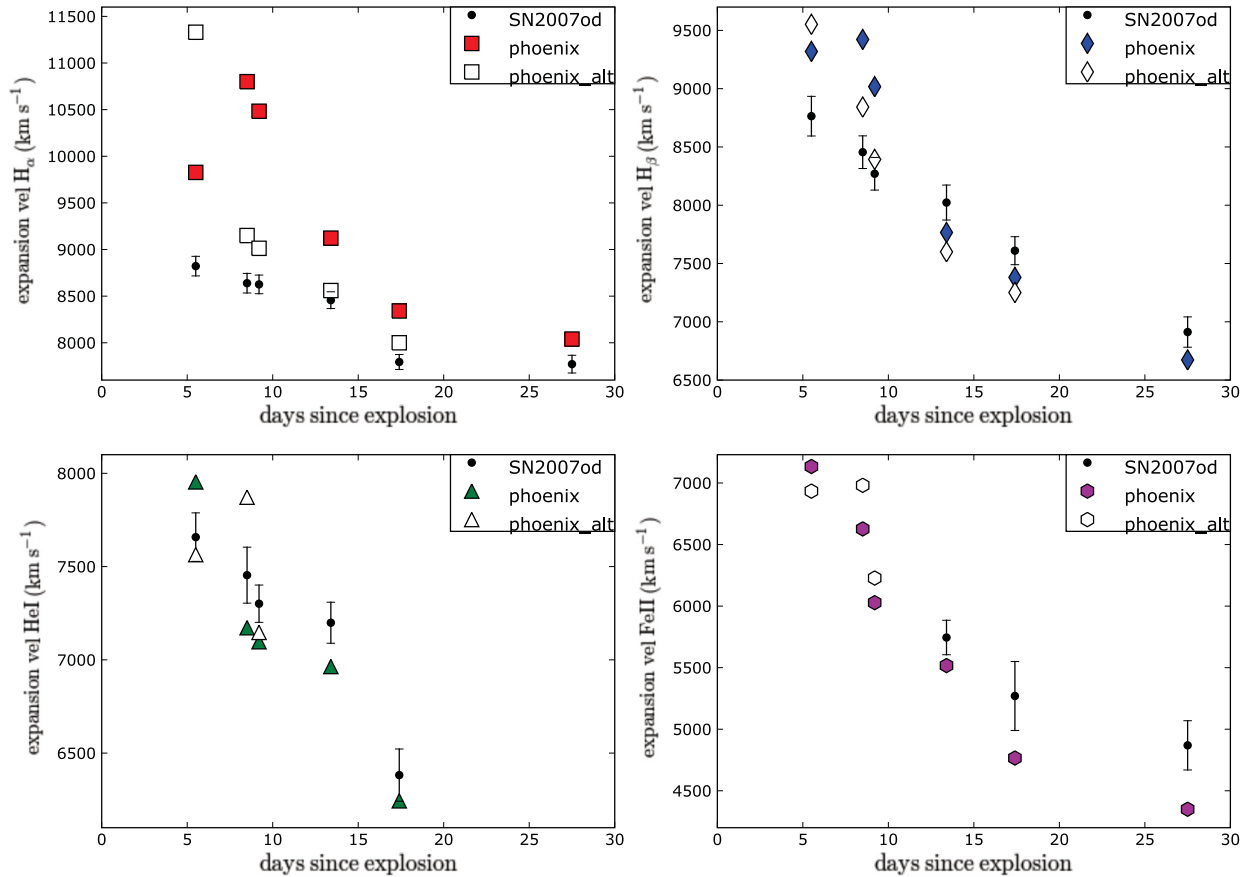 11500
11000
10500
10000
9500
9000
8500
8000
0 5 10 15 20 25 30
expansion vel Hα (km s⁻¹)
days since explosion
SN2007od
phoenix
phoenix_alt
9500
9000
8500
8000
7500
7000
6500
0 5 10 15 20 25 30
expansion vel Hβ (km s⁻¹)
days since explosion
SN2007od
phoenix
phoenix_alt
8000
7500
7000
6500
0 5 10 15 20 25 30
expansion vel HeI (km s⁻¹)
days since explosion
SN2007od
phoenix
phoenix_alt
7000
6500
6000
5500
5000
4500
0 5 10 15 20 25 30
expansion vel FeII (km s⁻¹)
days since explosion
SN2007od
phoenix
phoenix_alt